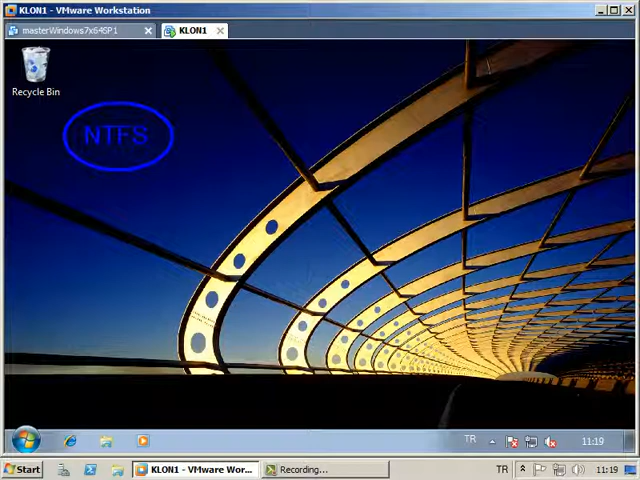 KLON1 - VMware Workstation
masterWindows7x64SP1
KLON1
Recycle Bin
NTFS
TR
11:19
Start
KLON1 - VMware Wor...
Recording...
TR
11:19